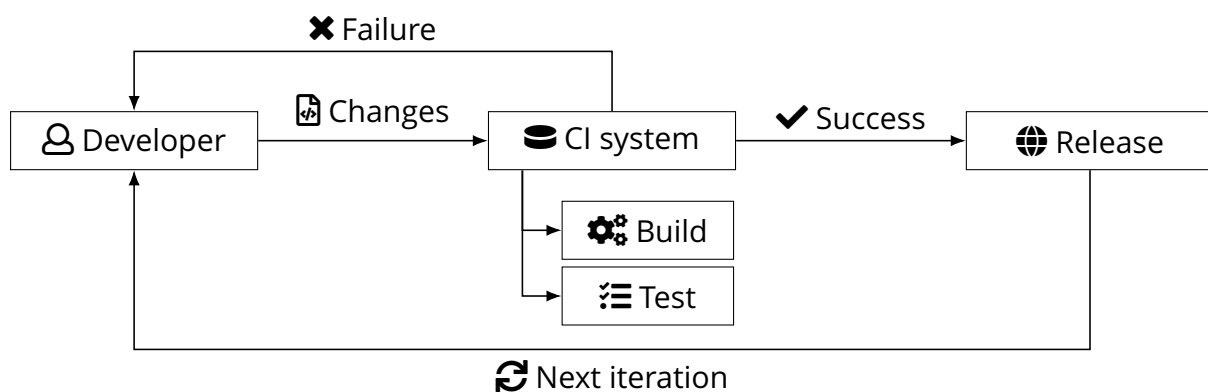 Failure
Changes
Success
Developer
CI system
Release
Build
Test
Next iteration